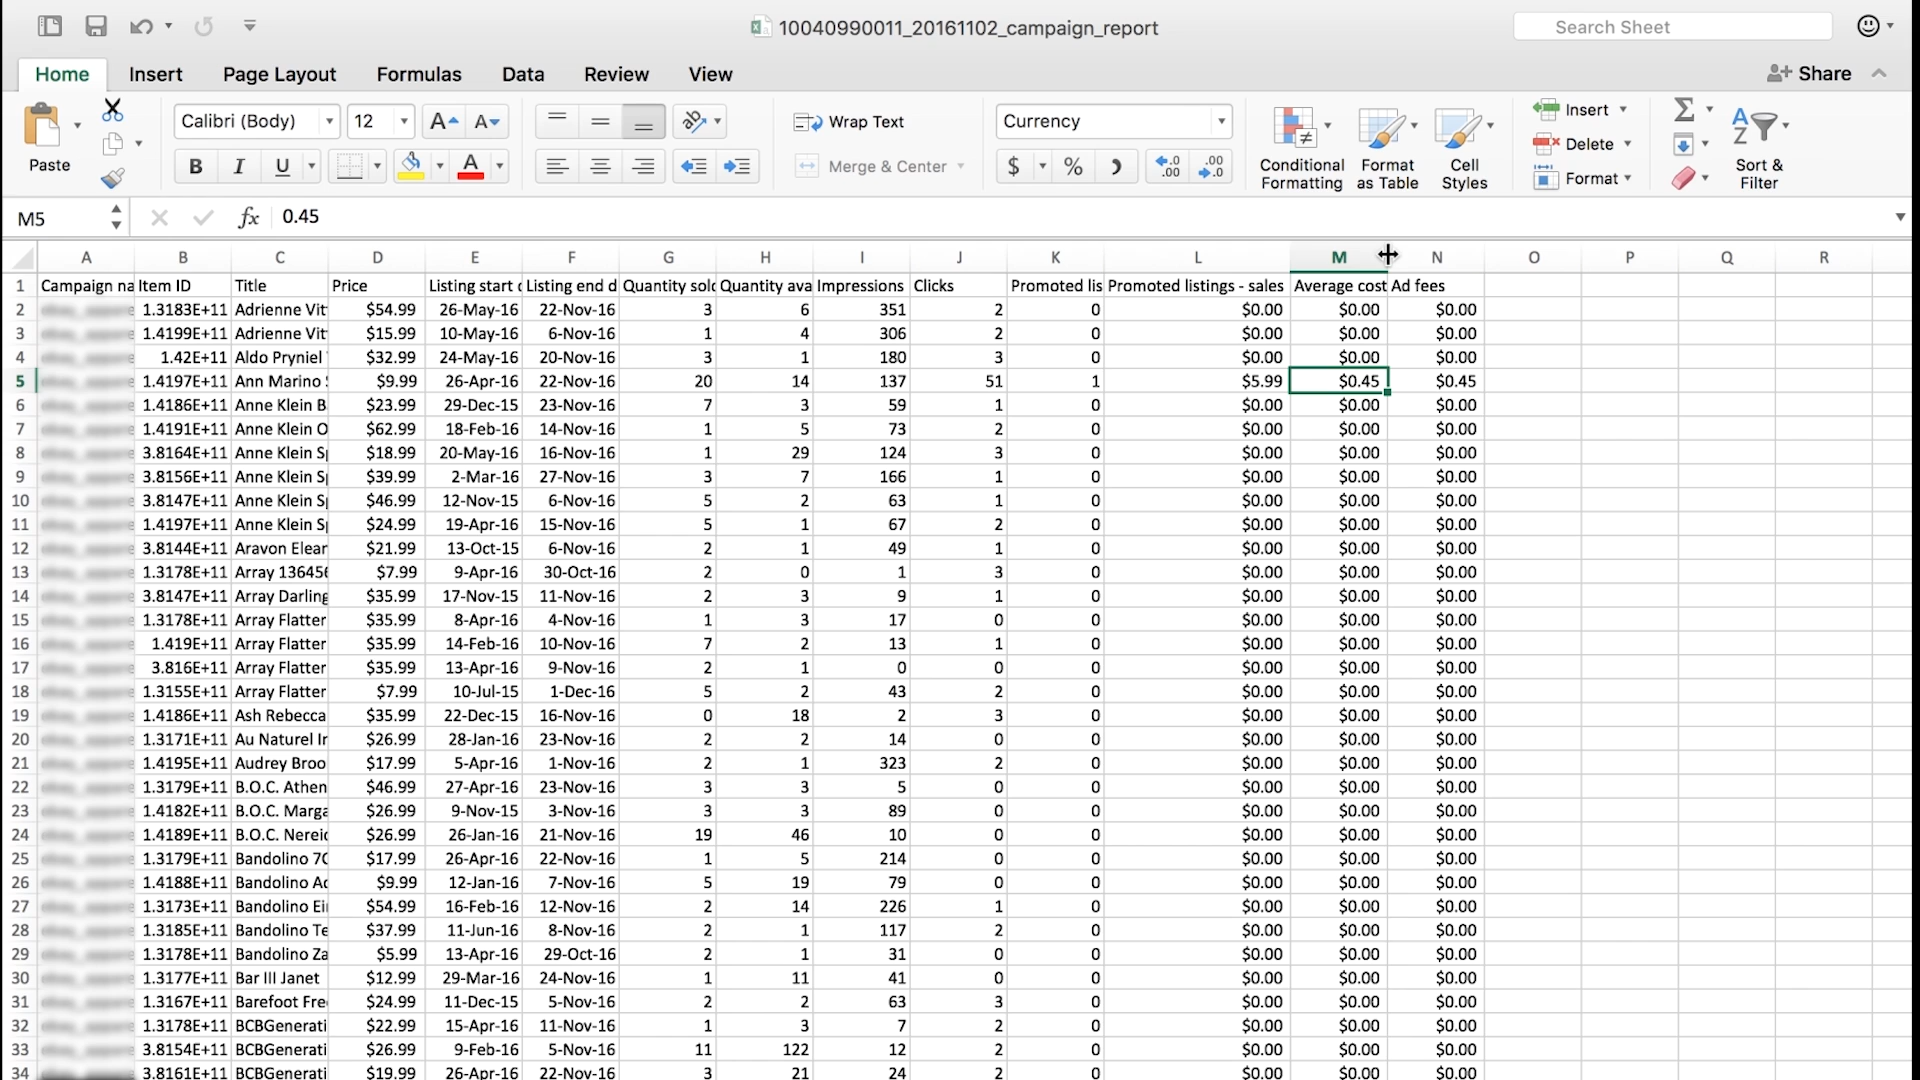 10040990011_20161102_campaign_report
Search Sheet
Home Insert Page Layout Formulas Data Review View Share
Paste
Calibri (Body) 12 A A
B I U A
Wrap Text
Merge & Center
Currency
$ % .0 .00 .00 .0
Conditional Formatting
Format as Table
Cell Styles
Insert
Delete
Format
Sort & Filter
M5 fx 0.45
A B C D E F G H I J K L M N O P Q R
1 Campaign na Item ID Title Price Listing start Listing end d Quantity sol Quantity ava Impressions Clicks Promoted lis Promoted listings - sales Average cost Ad fees
2 1.3183E+11 Adrienne Vit $54.99 26-May-16 22-Nov-16 3 6 351 2 0 $0.00 $0.00 $0.00
3 1.4199E+11 Adrienne Vit $15.99 10-May-16 6-Nov-16 1 4 306 2 0 $0.00 $0.00 $0.00
4 1.42E+11 Aldo Pryniel $32.99 24-May-16 20-Nov-16 3 1 180 3 0 $0.00 $0.00 $0.00
5 1.4197E+11 Ann Marino $9.99 26-Apr-16 22-Nov-16 20 14 137 51 1 $5.99 $0.45 $0.45
6 1.4186E+11 Anne Klein B $23.99 29-Dec-15 23-Nov-16 7 3 59 1 0 $0.00 $0.00 $0.00
7 1.4191E+11 Anne Klein O $62.99 18-Feb-16 14-Nov-16 1 5 73 2 0 $0.00 $0.00 $0.00
8 3.8164E+11 Anne Klein Sp $18.99 20-May-16 16-Nov-16 1 29 124 3 0 $0.00 $0.00 $0.00
9 3.8156E+11 Anne Klein Sp $39.99 2-Mar-16 27-Nov-16 3 7 166 1 0 $0.00 $0.00 $0.00
10 3.8147E+11 Anne Klein Sp $46.99 12-Nov-15 6-Nov-16 5 2 63 1 0 $0.00 $0.00 $0.00
11 1.4197E+11 Anne Klein Sp $24.99 19-Apr-16 15-Nov-16 5 1 67 2 0 $0.00 $0.00 $0.00
12 3.8144E+11 Aravon Elear $21.99 13-Oct-15 6-Nov-16 2 1 49 1 0 $0.00 $0.00 $0.00
13 1.3178E+11 Array 136456 $7.99 9-Apr-16 30-Oct-16 2 0 1 3 0 $0.00 $0.00 $0.00
14 3.8147E+11 Array Darling $35.99 17-Nov-15 11-Nov-16 2 3 9 1 0 $0.00 $0.00 $0.00
15 1.3178E+11 Array Flatter $35.99 8-Apr-16 4-Nov-16 1 3 17 0 0 $0.00 $0.00 $0.00
16 1.419E+11 Array Flatter $35.99 14-Feb-16 10-Nov-16 7 2 13 1 0 $0.00 $0.00 $0.00
17 3.816E+11 Array Flatter $35.99 13-Apr-16 9-Nov-16 2 1 0 0 0 $0.00 $0.00 $0.00
18 1.3155E+11 Array Flatter $7.99 10-Jul-15 1-Dec-16 5 2 43 2 0 $0.00 $0.00 $0.00
19 1.4186E+11 Ash Rebecca $35.99 22-Dec-15 16-Nov-16 0 18 2 3 0 $0.00 $0.00 $0.00
20 1.3171E+11 Au Naturel Ir $26.99 28-Jan-16 23-Nov-16 2 2 14 0 0 $0.00 $0.00 $0.00
21 1.4195E+11 Audrey Broo $17.99 5-Apr-16 1-Nov-16 2 1 323 2 0 $0.00 $0.00 $0.00
22 1.3179E+11 B.O.C. Athen $46.99 27-Apr-16 23-Nov-16 3 3 5 0 0 $0.00 $0.00 $0.00
23 1.4182E+11 B.O.C. Marga $26.99 9-Nov-15 3-Nov-16 3 3 89 0 0 $0.00 $0.00 $0.00
24 1.4189E+11 B.O.C. Nereid $26.99 26-Jan-16 21-Nov-16 19 46 10 0 0 $0.00 $0.00 $0.00
25 1.3179E+11 Bandolino 7C $17.99 26-Apr-16 22-Nov-16 1 5 214 0 0 $0.00 $0.00 $0.00
26 1.4188E+11 Bandolino Ac $9.99 12-Jan-16 7-Nov-16 5 19 79 0 0 $0.00 $0.00 $0.00
27 1.3173E+11 Bandolino Ei $54.99 16-Feb-16 12-Nov-16 2 14 226 1 0 $0.00 $0.00 $0.00
28 1.3185E+11 Bandolino Te $37.99 11-Jun-16 8-Nov-16 2 1 117 2 0 $0.00 $0.00 $0.00
29 1.3178E+11 Bandolino Za $5.99 13-Apr-16 29-Oct-16 2 1 31 0 0 $0.00 $0.00 $0.00
30 1.3177E+11 Bar III Janet $12.99 29-Mar-16 24-Nov-16 1 11 41 0 0 $0.00 $0.00 $0.00
31 1.3167E+11 Barefoot Fre $24.99 11-Dec-15 5-Nov-16 2 2 63 3 0 $0.00 $0.00 $0.00
32 1.3178E+11 BCBGenerati $22.99 15-Apr-16 11-Nov-16 1 3 7 2 0 $0.00 $0.00 $0.00
33 3.8154E+11 BCBGenerati $26.99 9-Feb-16 5-Nov-16 11 122 12 2 0 $0.00 $0.00 $0.00
34 3.8161E+11 BCBGenerati $19.99 26-Apr-16 22-Nov-16 3 21 24 2 0 $0.00 $0.00 $0.00